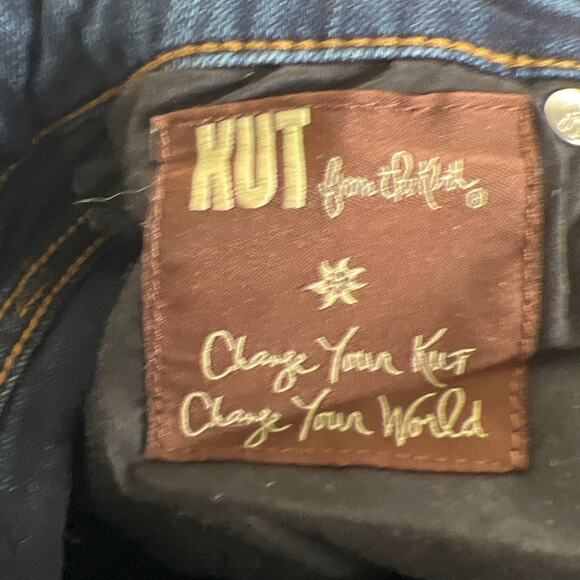 KUT from the Kloth ®
Change Your Kut
Change Your World